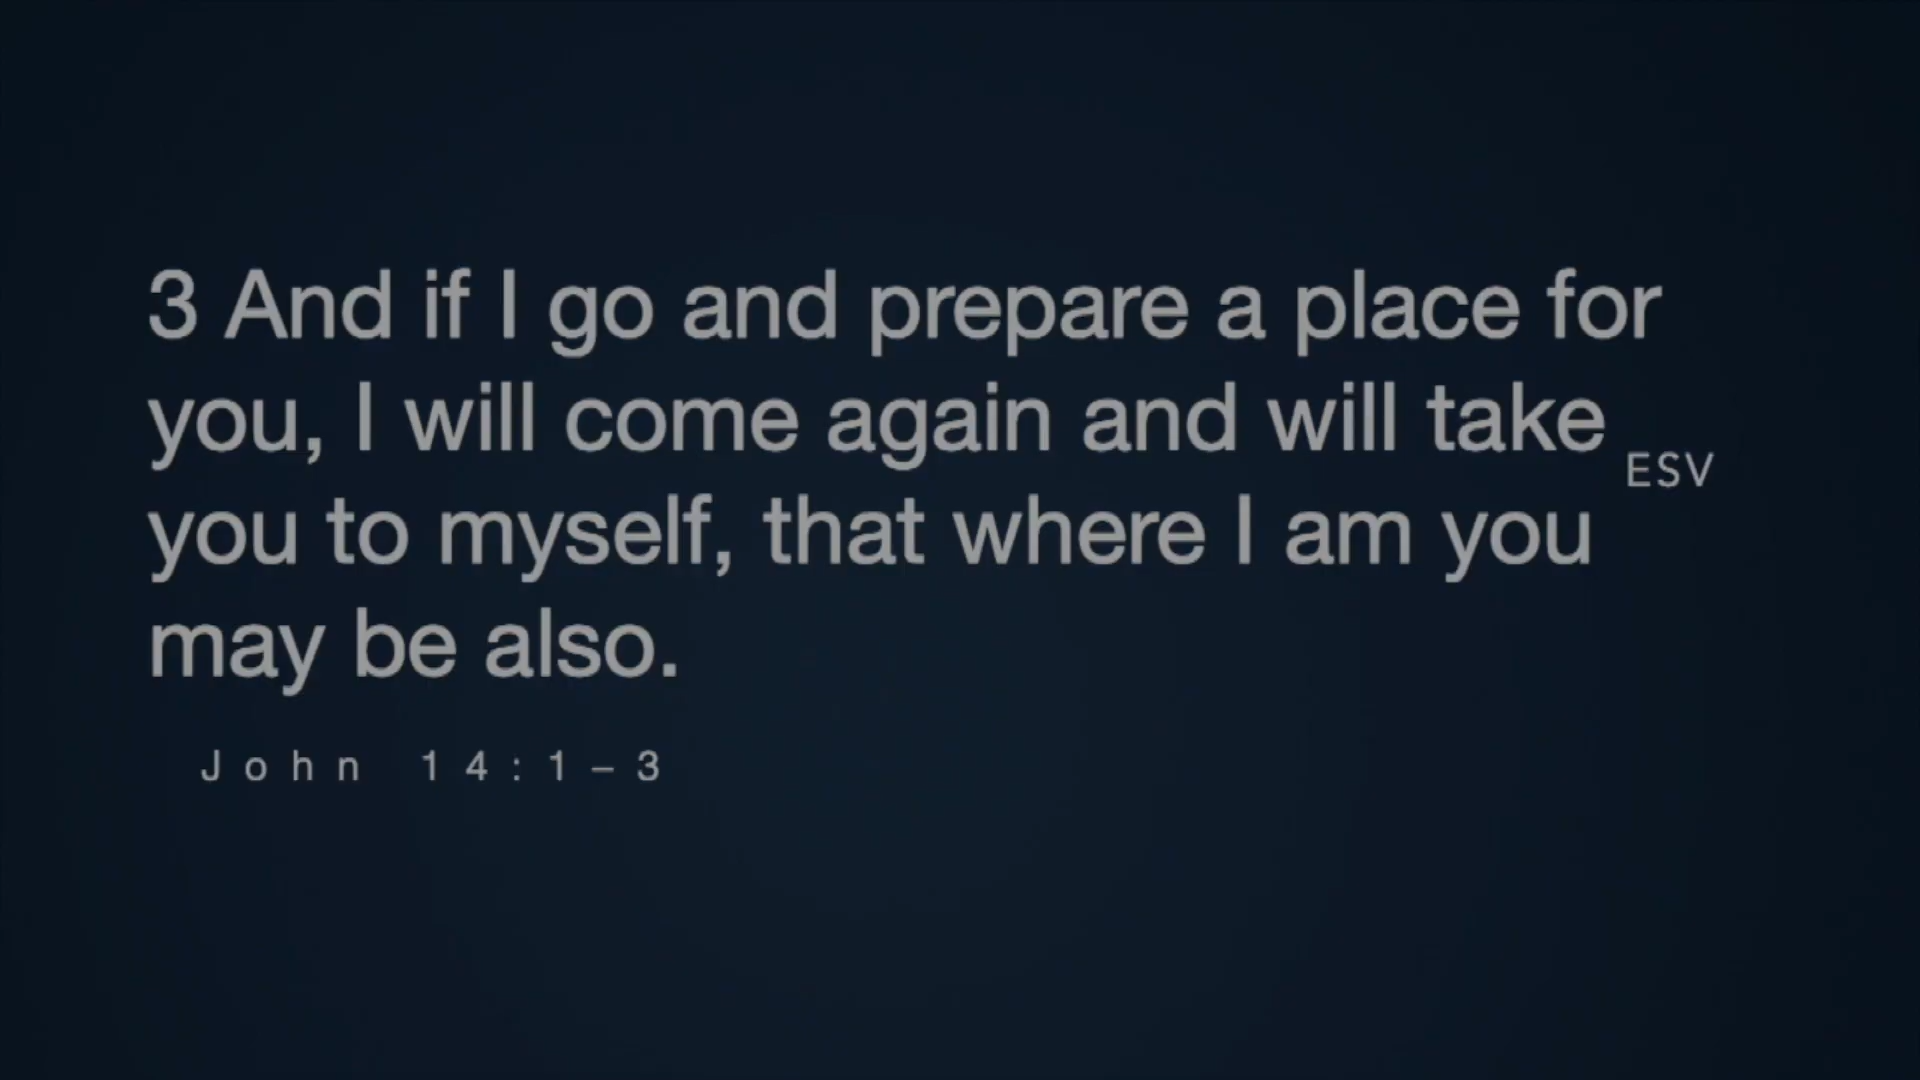 3 And if I go and prepare a place for
you, I will come again and will take
ESV
you to myself, that where I am you
may be also.
John 14:1–3